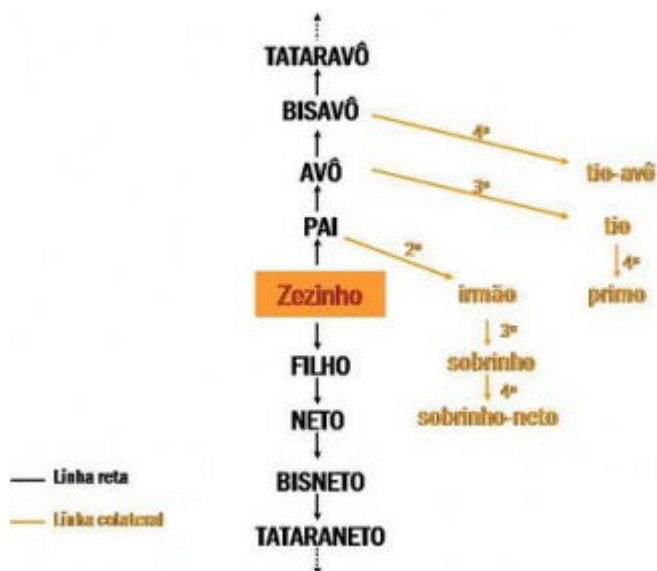 TATARAVÔ
BISAVÔ
4º
tio-avô
AVÔ
3º
tio
PAI
2º
4º
Zezinho
irmão
primo
3º
FILHO
sobrinho
4º
NETO
sobrinho-neto
Linha reta
BISNETO
Linha colateral
TATARANETO